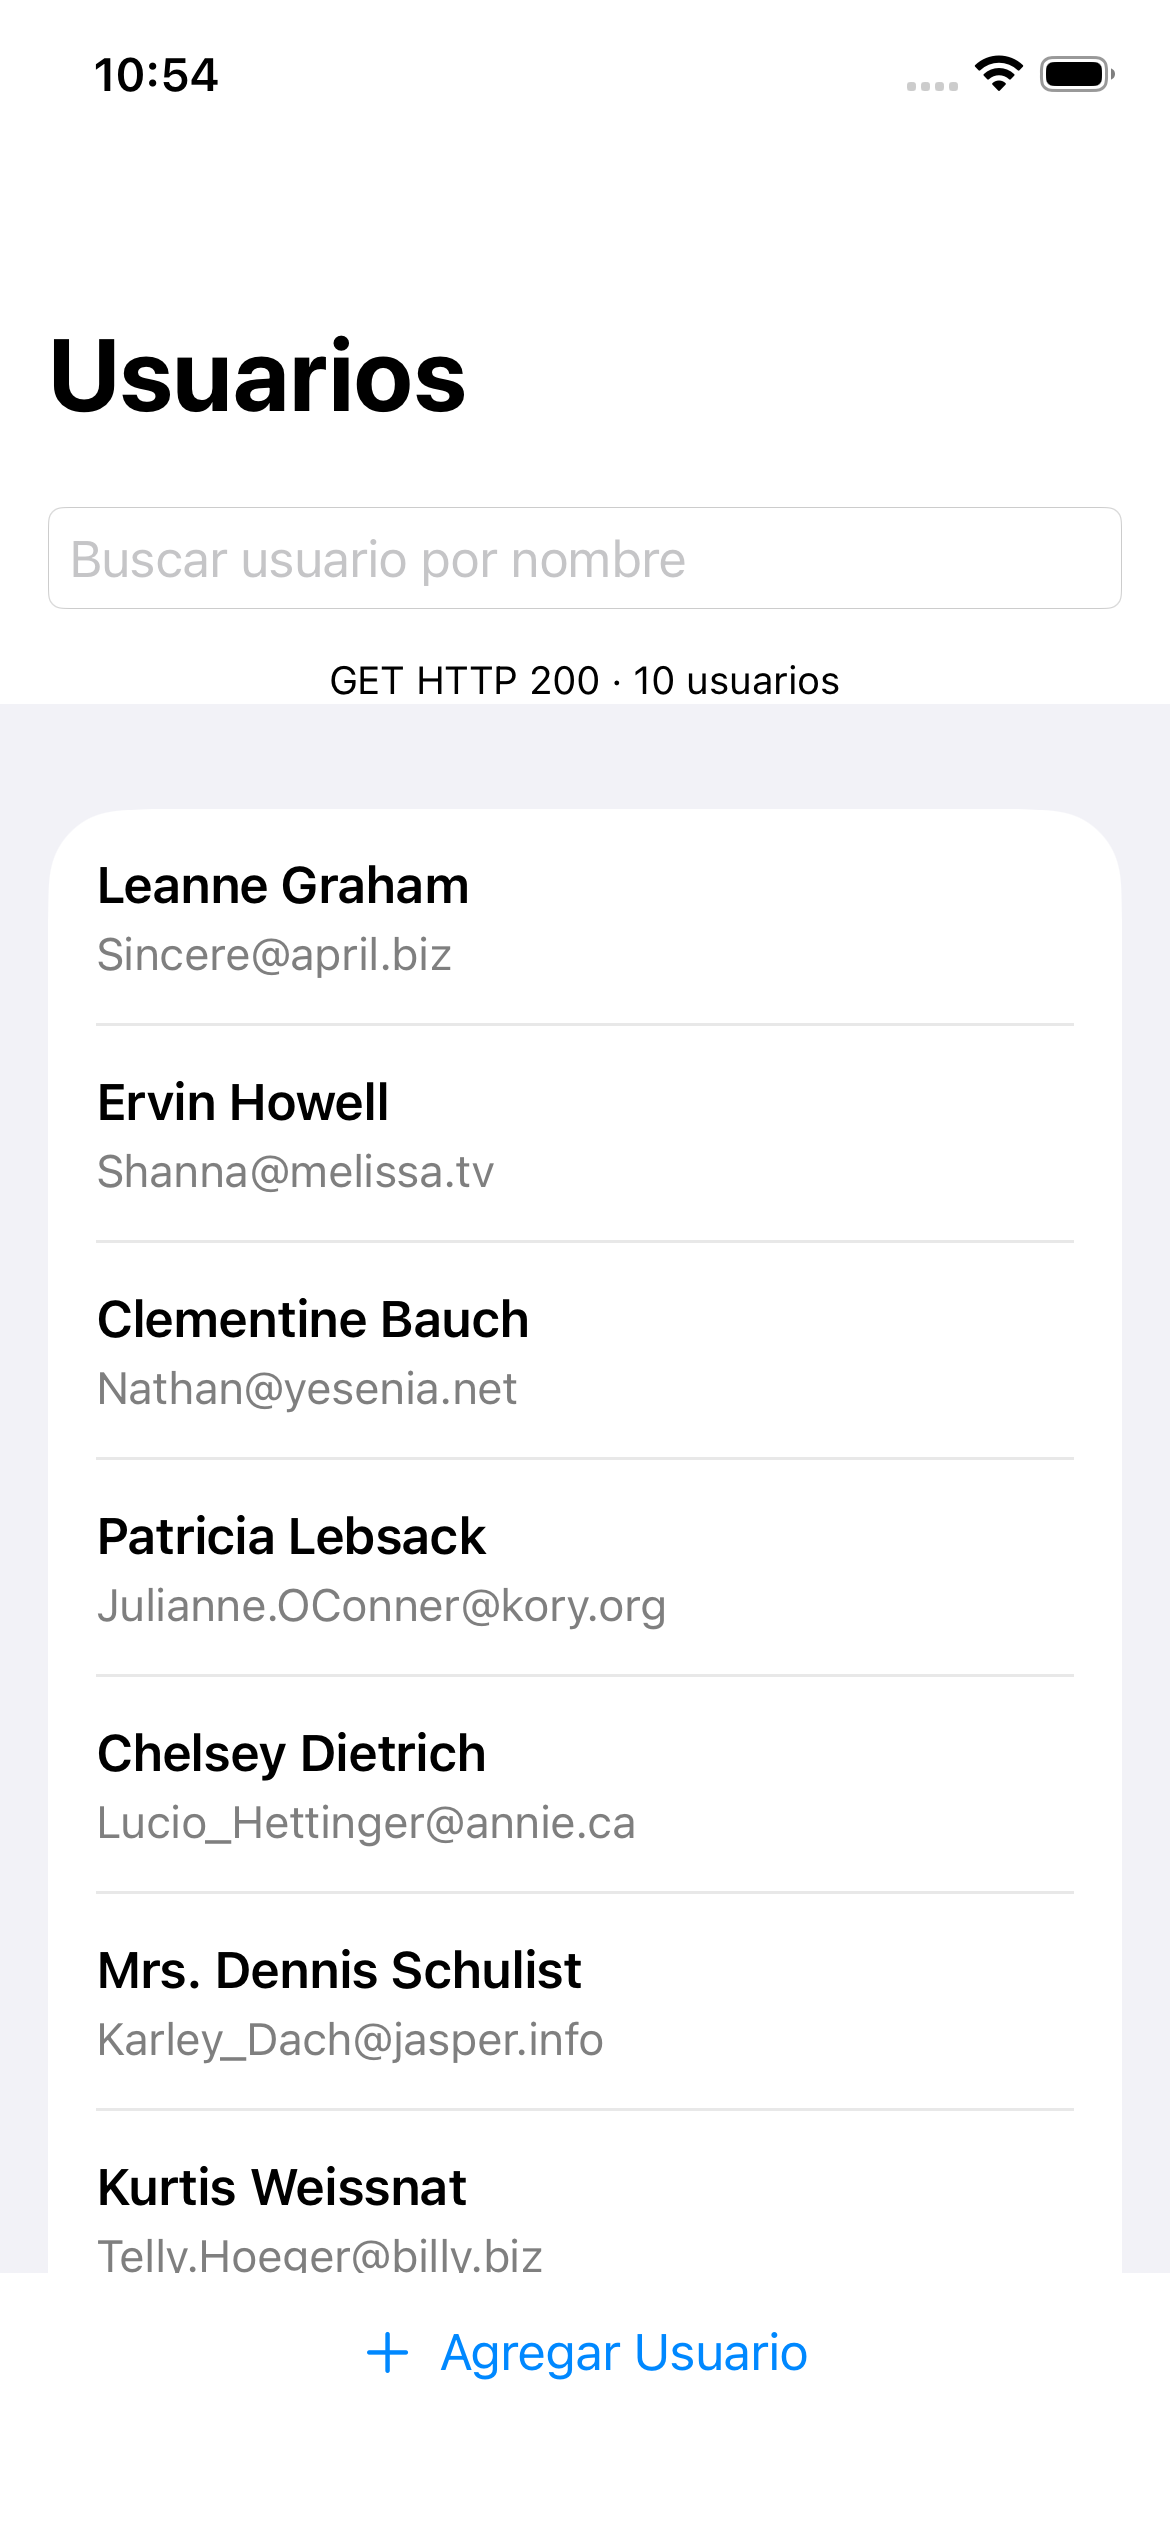 10:54
Usuarios
Buscar usuario por nombre
GET HTTP 200 · 10 usuarios
Leanne Graham
Sincere@april.biz
Ervin Howell
Shanna@melissa.tv
Clementine Bauch
Nathan@yesenia.net
Patricia Lebsack
Julianne.OConner@kory.org
Chelsey Dietrich
Lucio_Hettinger@annie.ca
Mrs. Dennis Schulist
Karley_Dach@jasper.info
Kurtis Weissnat
Telly.Hoeger@billy.biz
+ Agregar Usuario